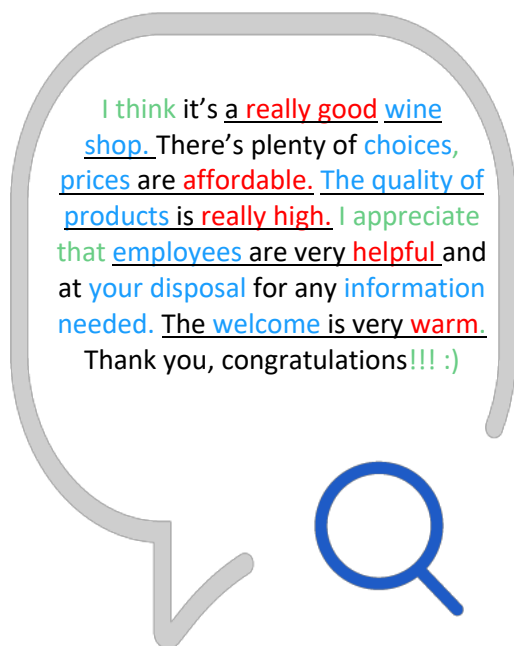 I think it’s a really good wine
shop. There’s plenty of choices,
prices are affordable. The quality of
products is really high. I appreciate
that employees are very helpful and
at your disposal for any information
needed. The welcome is very warm.
Thank you, congratulations!!! :)